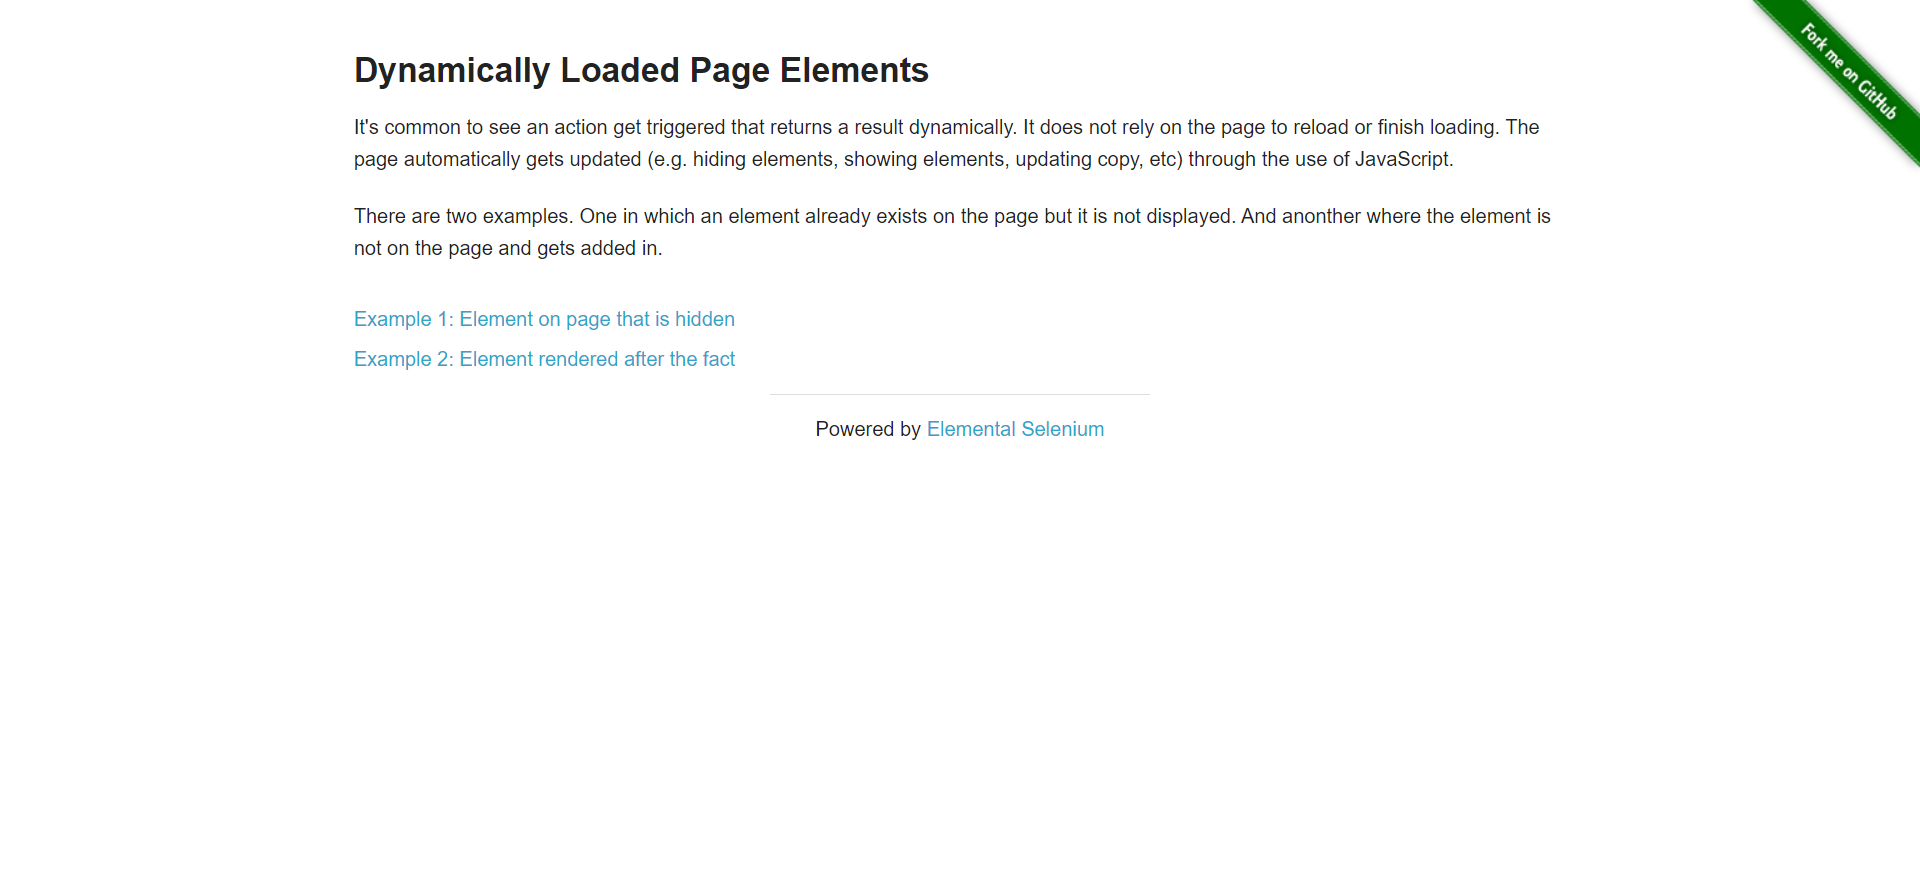 Fork me on GitHub
Dynamically Loaded Page Elements
It's common to see an action get triggered that returns a result dynamically. It does not rely on the page to reload or finish loading. The
page automatically gets updated (e.g. hiding elements, showing elements, updating copy, etc) through the use of JavaScript.
There are two examples. One in which an element already exists on the page but it is not displayed. And anonther where the element is
not on the page and gets added in.
Example 1: Element on page that is hidden
Example 2: Element rendered after the fact
Powered by Elemental Selenium